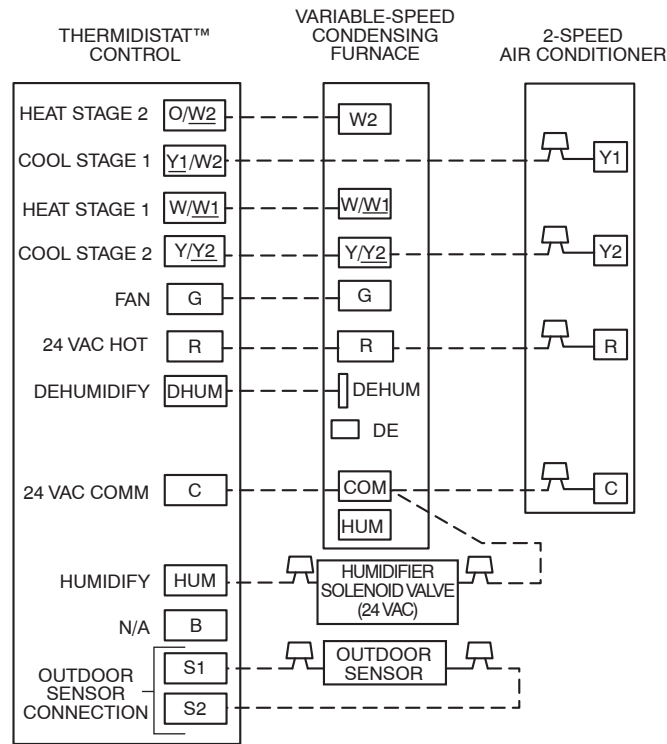 THERMIDISTAT™
CONTROL
VARIABLE-SPEED
CONDENSING
FURNACE
2-SPEED
AIR CONDITIONER
HEAT STAGE 2 O/W2 W2
COOL STAGE 1 Y1/W2 Y1
HEAT STAGE 1 W/W1 W/W1
COOL STAGE 2 Y/Y2 Y/Y2 Y2
FAN G G
24 VAC HOT R R R
DEHUMIDIFY DHUM DEHUM
DE
24 VAC COMM C COM C
HUM
HUMIDIFY HUM HUMIDIFIER
SOLENOID VALVE
(24 VAC)
N/A B
OUTDOOR
SENSOR
CONNECTION
S1 OUTDOOR
SENSOR
S2